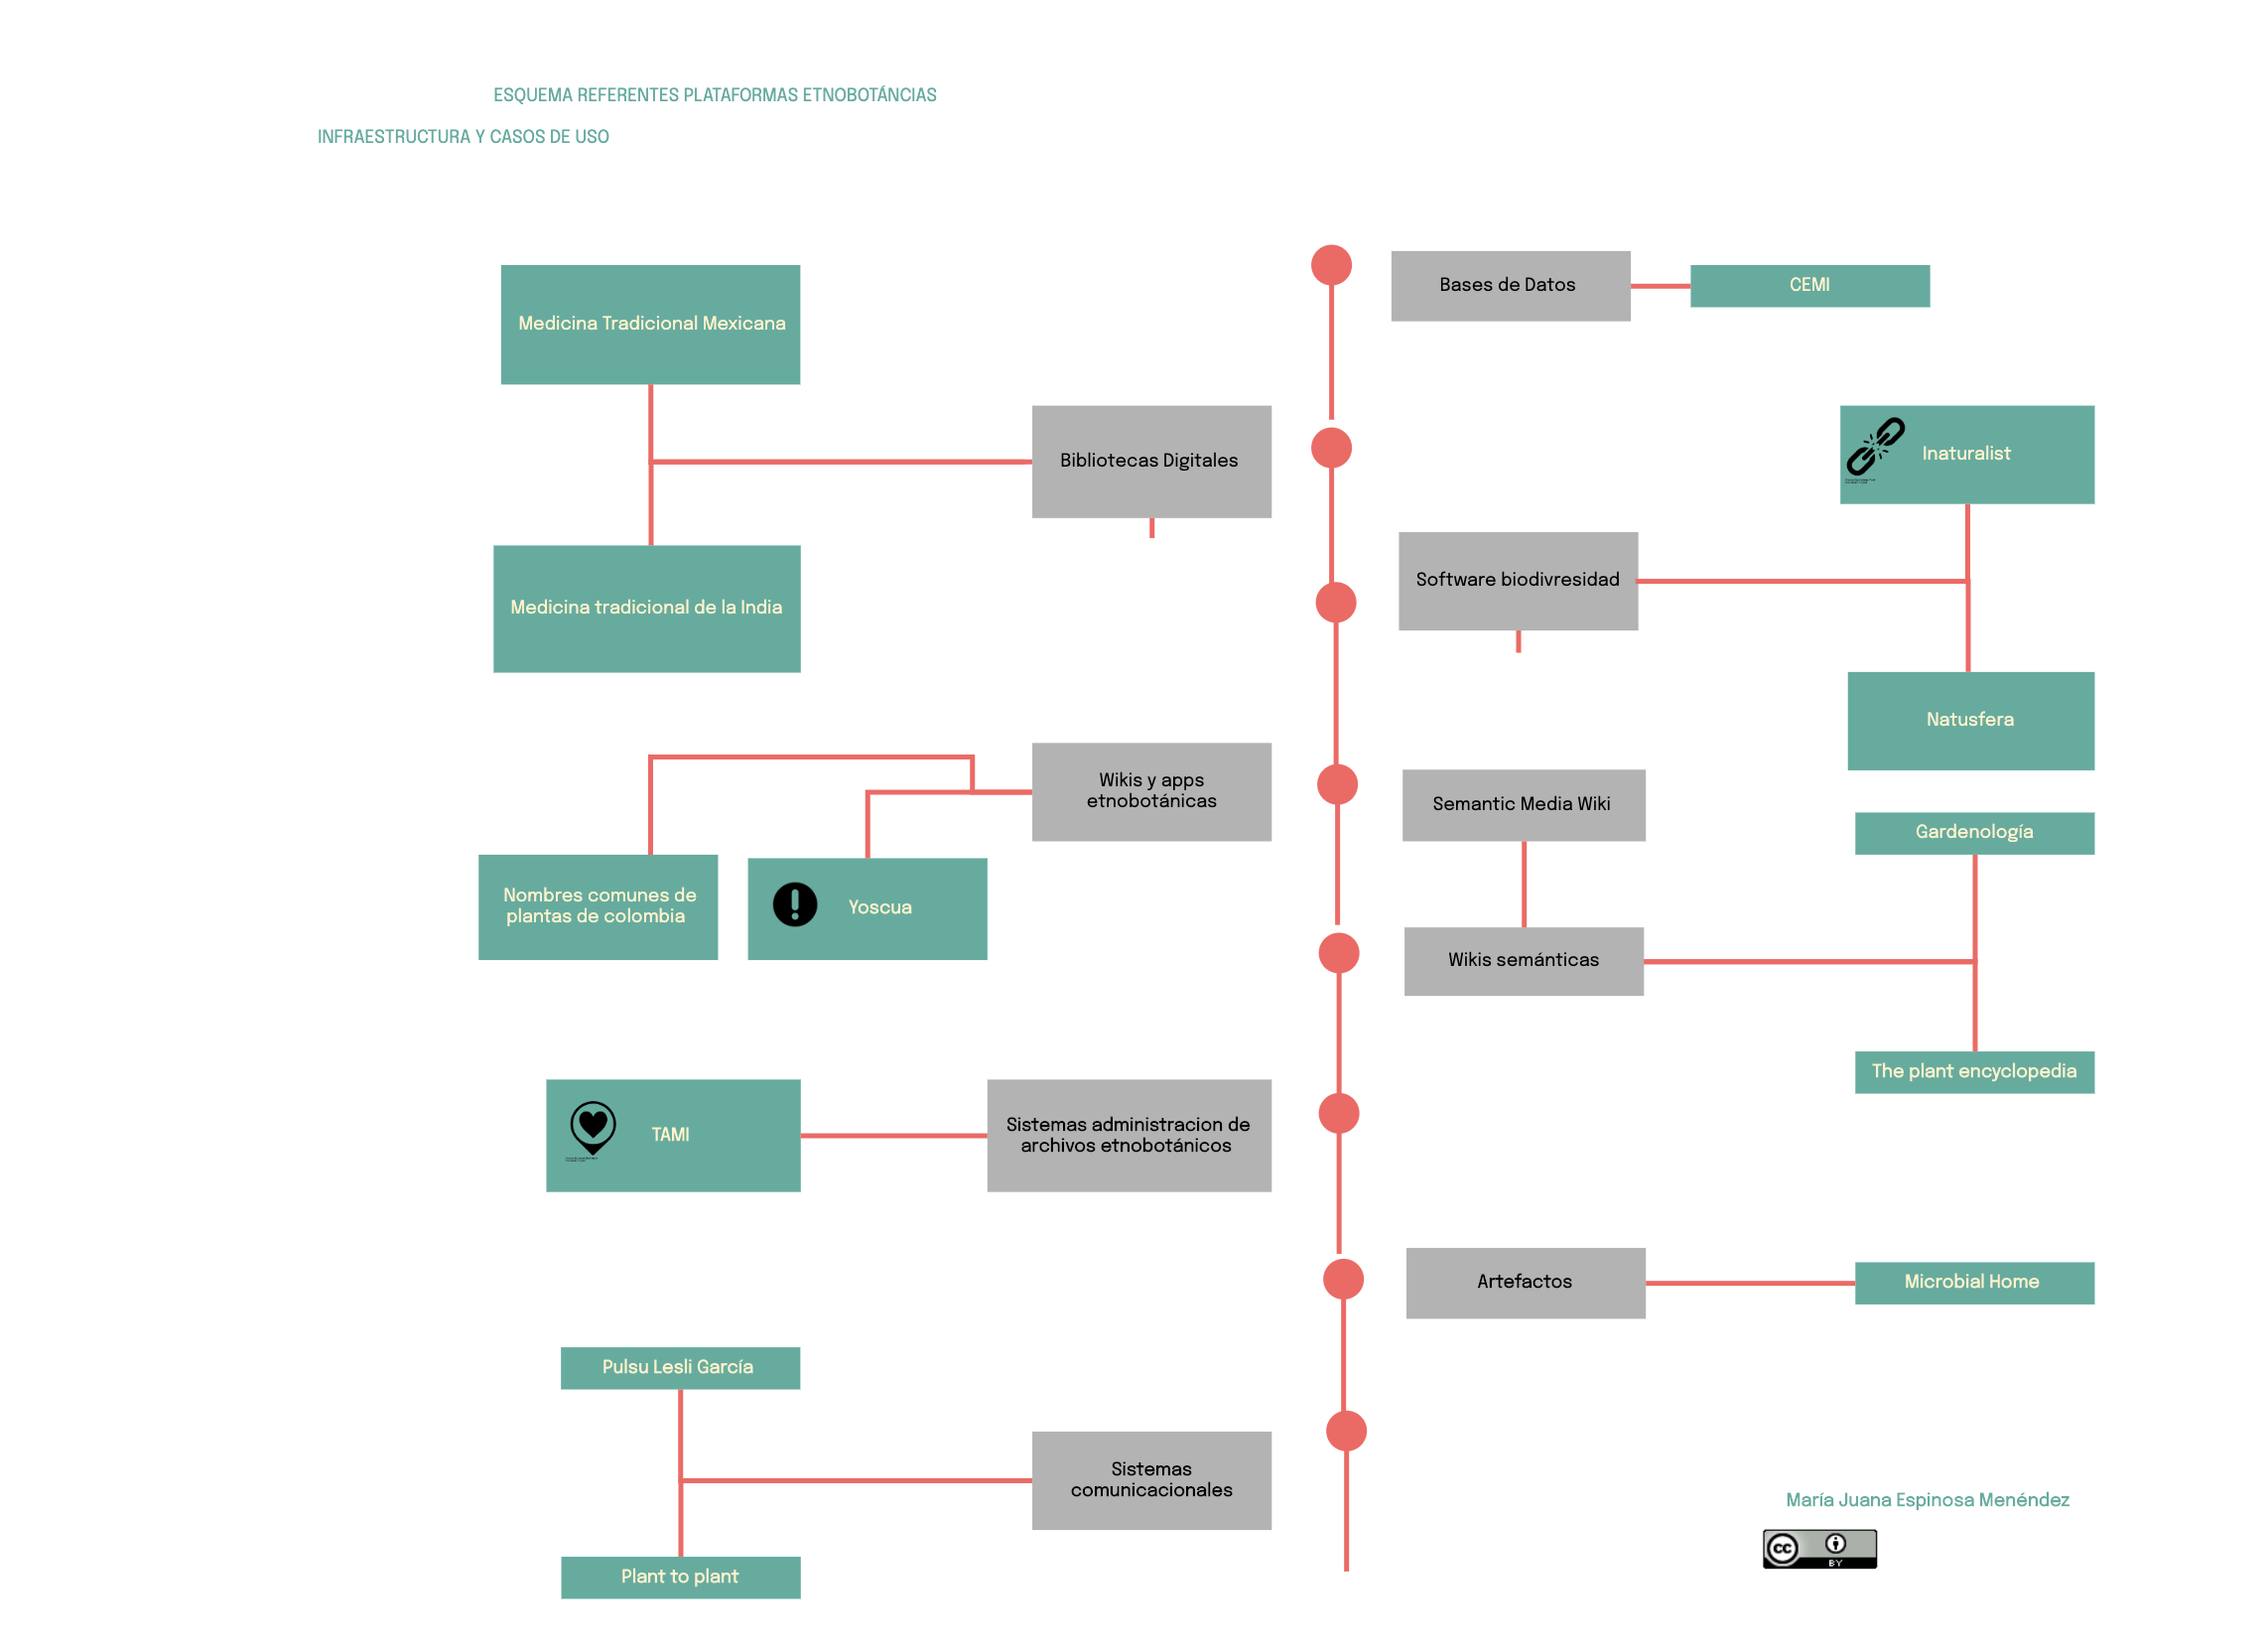 ESQUEMA REFERENTES PLATAFORMAS ETNOBOTÁNCIAS
INFRAESTRUCTURA Y CASOS DE USO
Bases de Datos
CEMI
Medicina Tradicional Mexicana
Bibliotecas Digitales
Medicina tradicional de la India
Inaturalist
Software biodivresidad
Natusfera
Wikis y apps
etnobotánicas
Nombres comunes de
plantas de colombia
Yoscua
Semantic Media Wiki
Gardenología
Wikis semánticas
The plant encyclopedia
TAMI
Sistemas administracion de
archivos etnobotánicos
Artefactos
Microbial Home
Pulsu Lesli García
Sistemas
comunicacionales
Plant to plant
María Juana Espinosa Menéndez
cc
BY